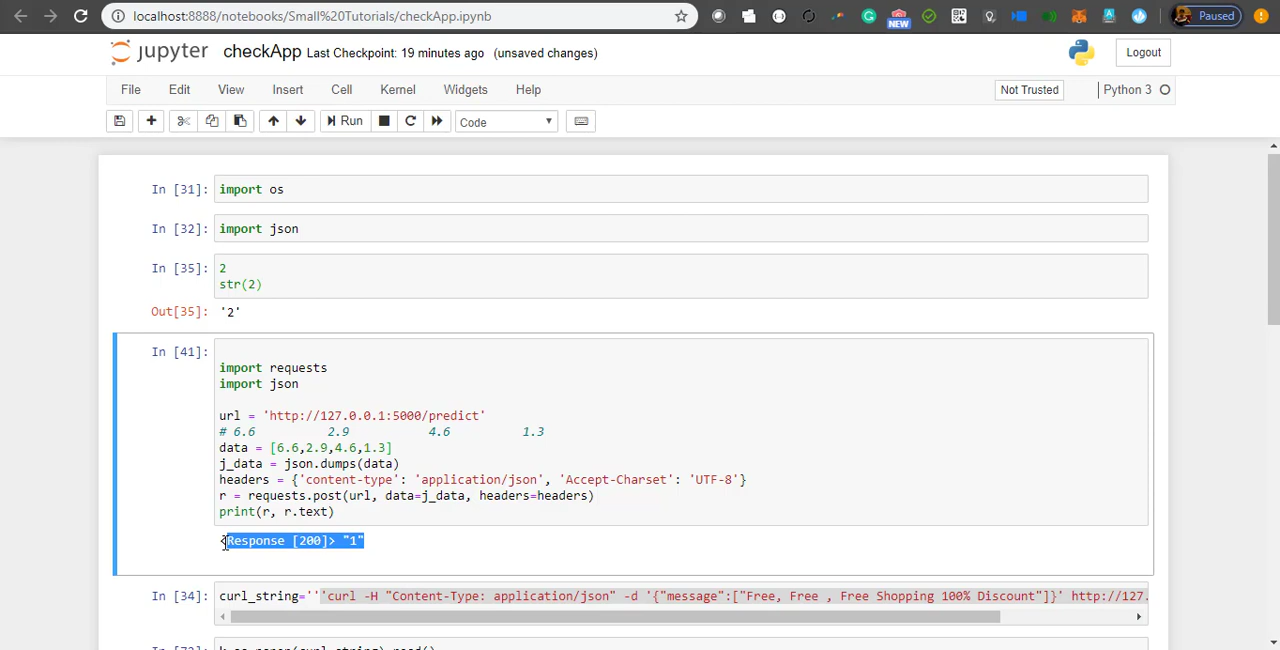 localhost:8888/notebooks/Small%20Tutorials/checkApp.ipynb
NEW
Paused
jupyter checkApp Last Checkpoint: 19 minutes ago (unsaved changes)
Logout
File Edit View Insert Cell Kernel Widgets Help
Not Trusted
Python 3
Run
Code
In [31]: import os
In [32]: import json
In [35]: 2
str(2)
Out[35]: '2'
In [41]:
import requests
import json
url = 'http://127.0.0.1:5000/predict'
# 6.6 2.9 4.6 1.3
data = [6.6,2.9,4.6,1.3]
j_data = json.dumps(data)
headers = {'content-type': 'application/json', 'Accept-Charset': 'UTF-8'}
r = requests.post(url, data=j_data, headers=headers)
print(r, r.text)
<Response [200]> "1"
In [34]: curl_string='''curl -H "Content-Type: application/json" -d '{"message":["Free, Free , Free Shopping 100% Discount"]}' http://127.